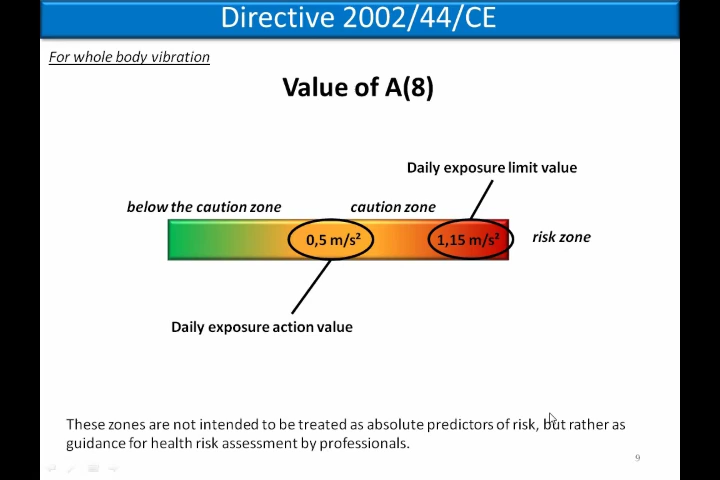 Directive 2002/44/CE
For whole body vibration
Value of A(8)
Daily exposure limit value
below the caution zone
caution zone
0,5 m/s²
1,15 m/s²
risk zone
Daily exposure action value
These zones are not intended to be treated as absolute predictors of risk, but rather as
guidance for health risk assessment by professionals.
9